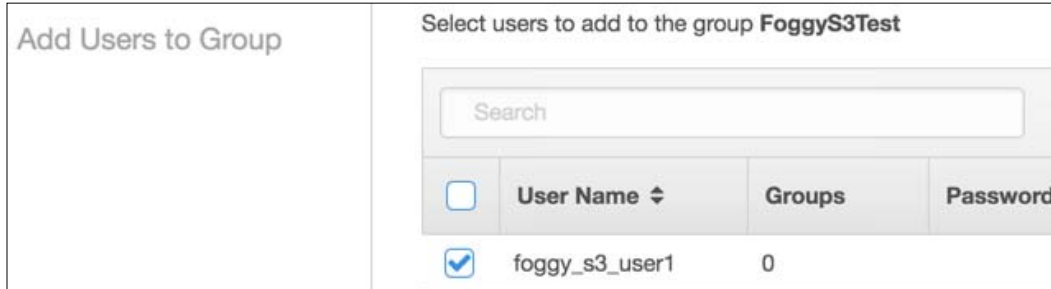 Add Users to Group
Select users to add to the group FoggyS3Test
Search
User Name Groups Password
foggy_s3_user1 0